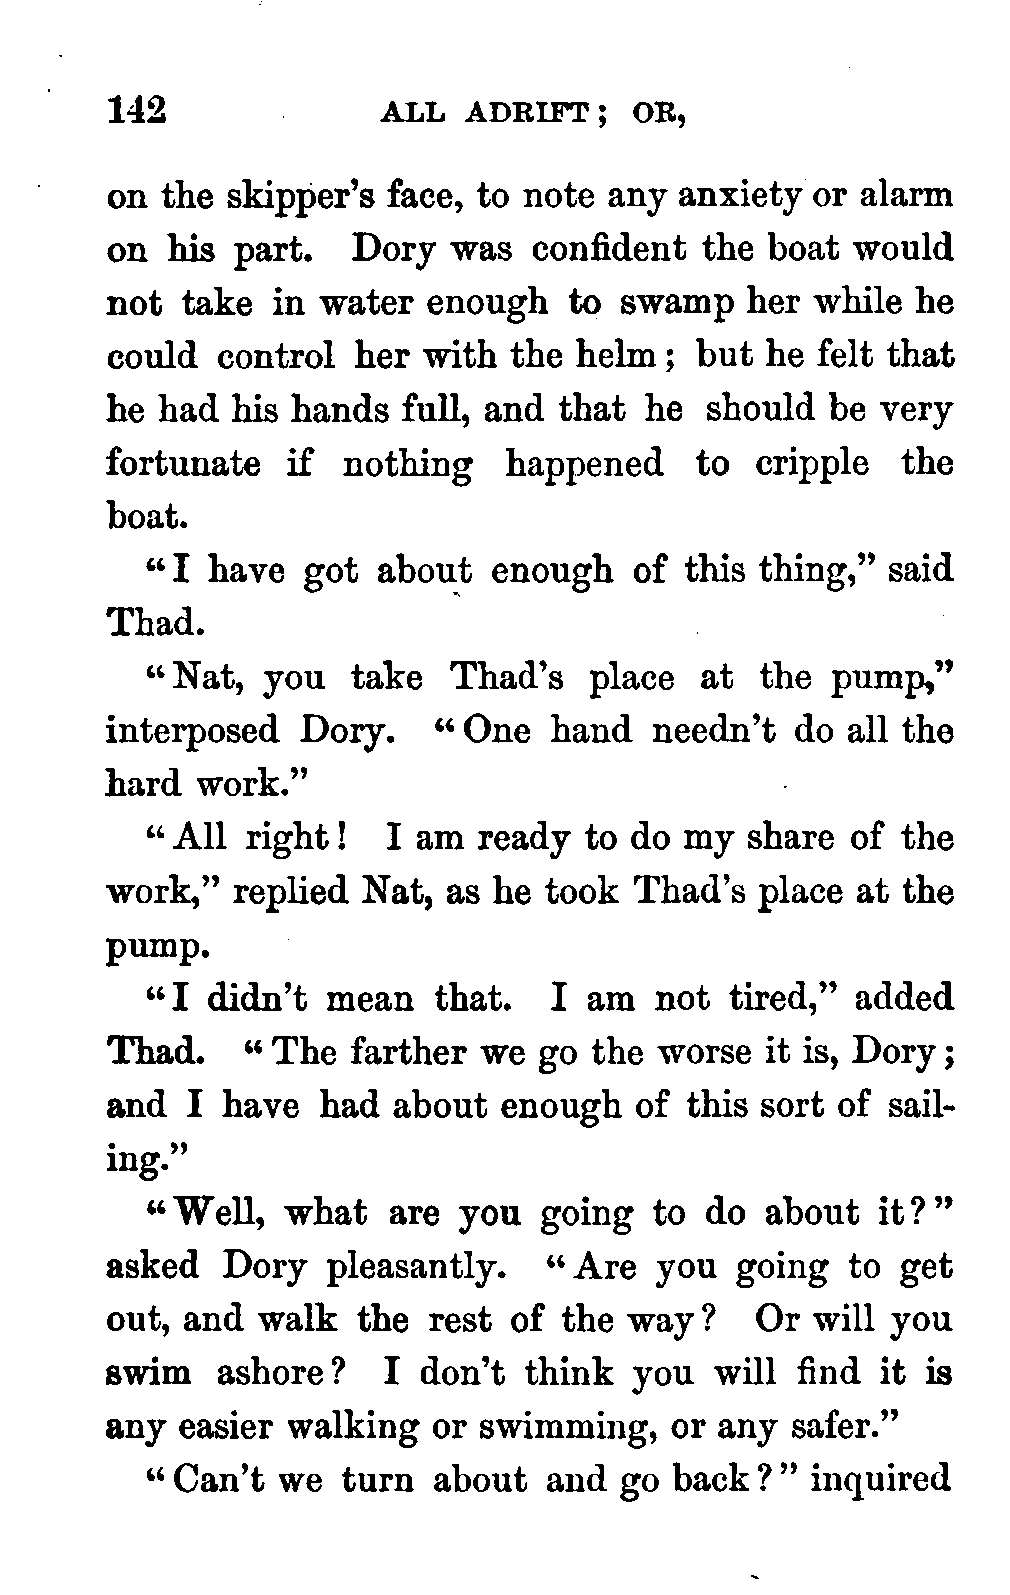 142 ALL ADRIFT; OR,
on the skipper's face, to note any anxiety or alarm
on his part. Dory was confident the boat would
not take in water enough to swamp her while he
could control her with the helm; but he felt that
he had his hands full, and that he should be very
fortunate if nothing happened to cripple the
boat.
"I have got about enough of this thing," said
Thad.
"Nat, you take Thad's place at the pump,"
interposed Dory. "One hand needn't do all the
hard work."
"All right! I am ready to do my share of the
work," replied Nat, as he took Thad's place at the
pump.
"I didn't mean that. I am not tired," added
Thad. "The farther we go the worse it is, Dory;
and I have had about enough of this sort of sail-
ing."
"Well, what are you going to do about it?"
asked Dory pleasantly. "Are you going to get
out, and walk the rest of the way? Or will you
swim ashore? I don't think you will find it is
any easier walking or swimming, or any safer."
"Can't we turn about and go back?" inquired